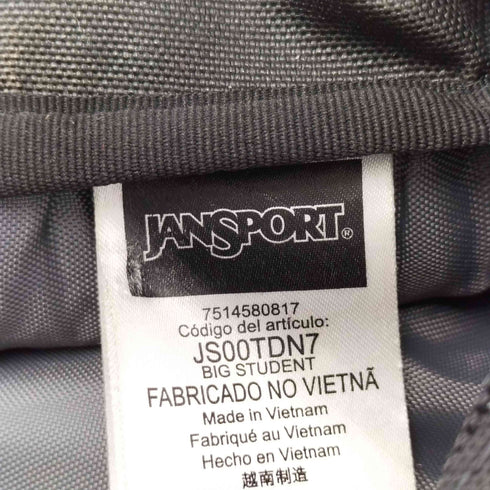 JANSPORT®
7514580817
Código del artículo:
JS00TDN7
BIG STUDENT
FABRICADO NO VIETNÃ
Made in Vietnam
Fabriqué au Vietnam
Hecho en Vietnam
越南制造